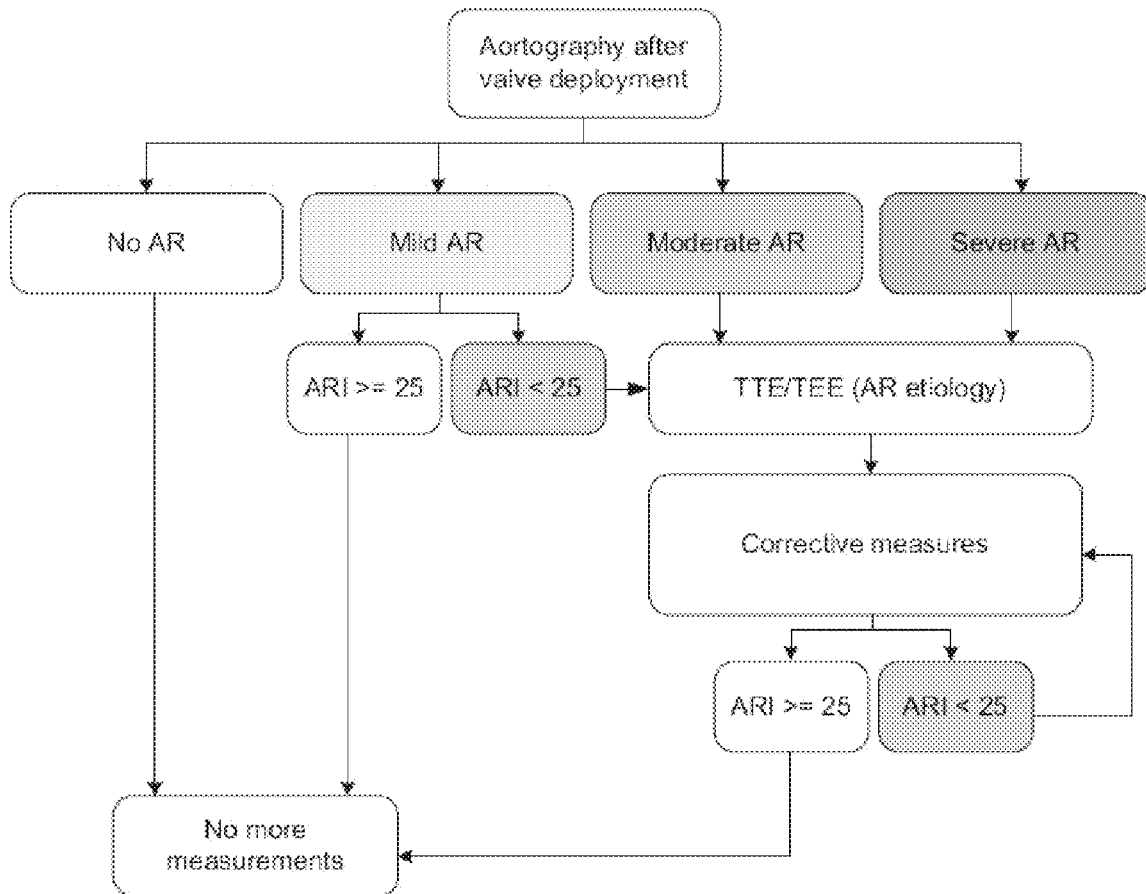 Aortography after
valve deployment
No AR
Mild AR
Moderate AR
Severe AR
ARI >= 25
ARI < 25
TTE/TEE (AR etiology)
Corrective measures
ARI >= 25
ARI < 25
No more
measurements